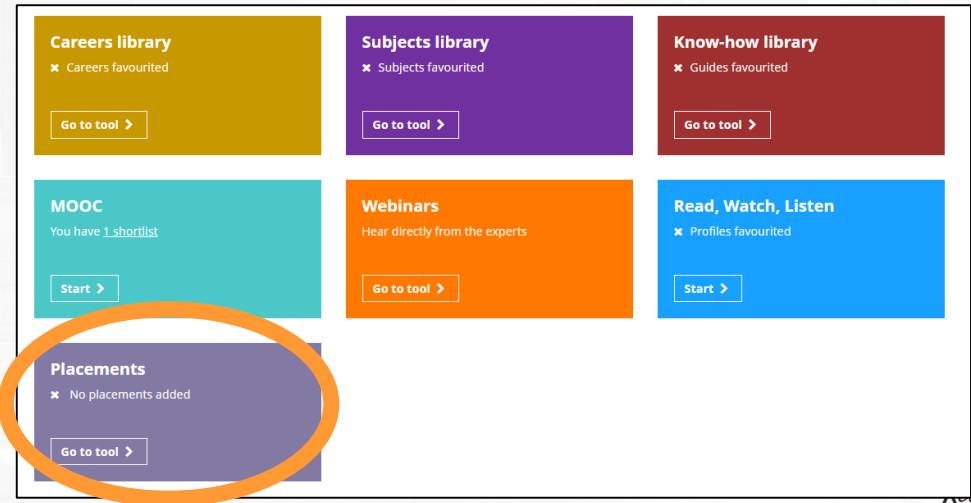 Careers library
✖ Careers favourited
Go to tool >
Subjects library
✖ Subjects favourited
Go to tool >
Know-how library
✖ Guides favourited
Go to tool >
MOOC
You have 1 shortlist
Start >
Webinars
Hear directly from the experts
Go to tool >
Read, Watch, Listen
✖ Profiles favourited
Start >
Placements
✖ No placements added
Go to tool >